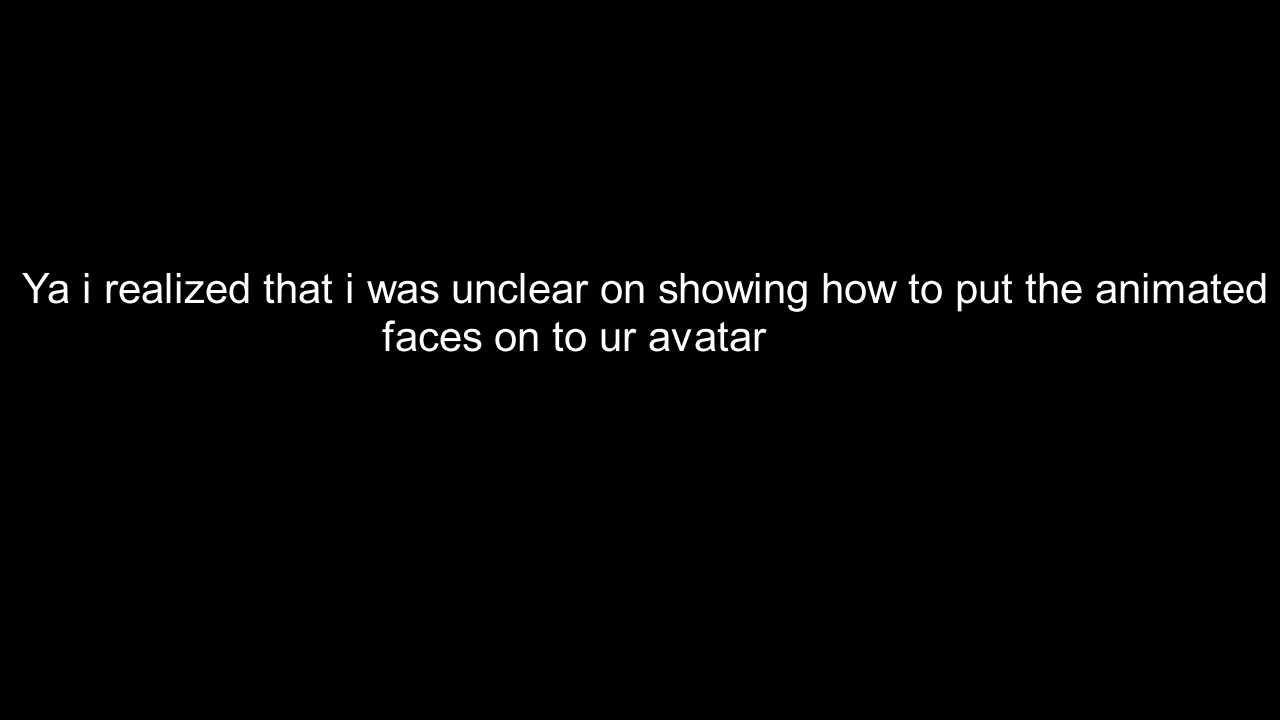 Ya i realized that i was unclear on showing how to put the animated
faces on to ur avatar